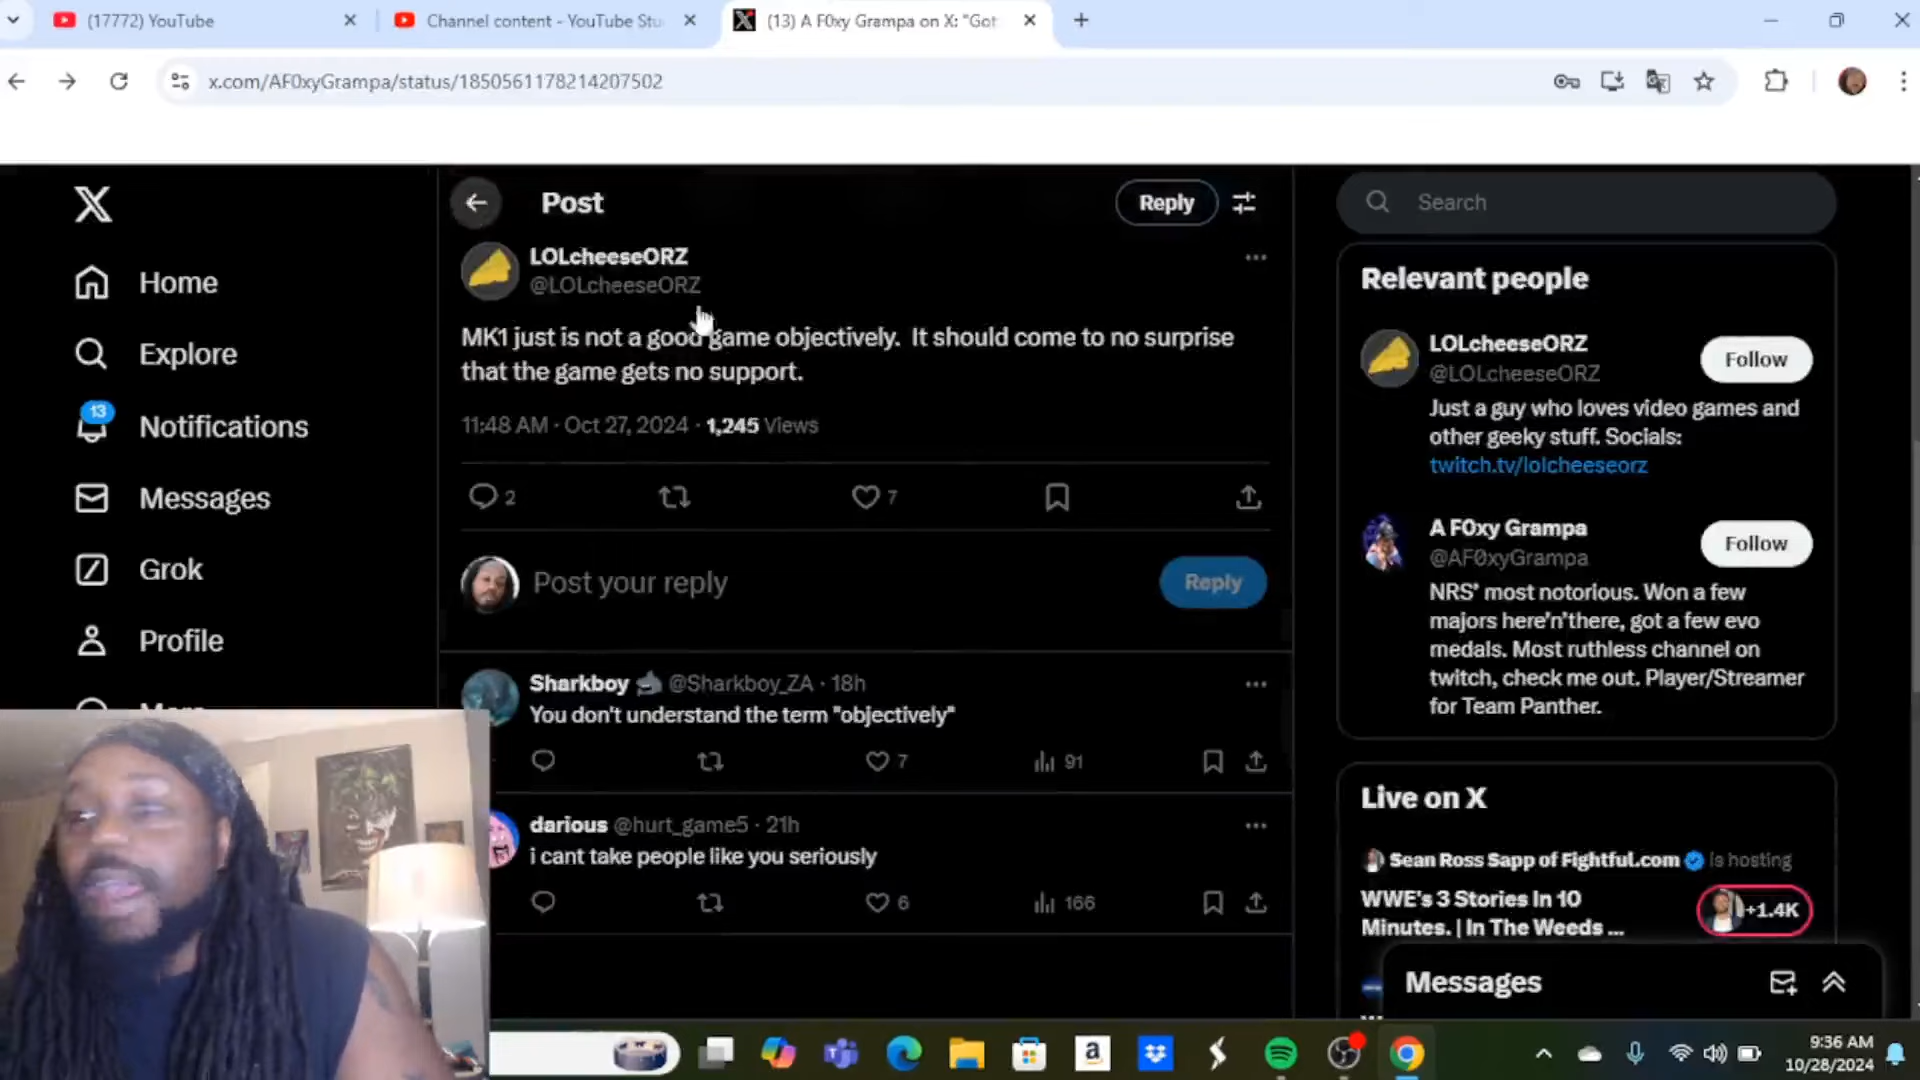 (17772) YouTube
Channel content - YouTube Stu
(13) A F0xy Grampa on X: "Got
x.com/AF0xyGrampa/status/1850561178214207502
Home
Explore
13
Notifications
Messages
Grok
Profile
More
Post
Reply
LOLcheeseORZ
@LOLcheeseORZ
MK1 just is not a good game objectively. It should come to no surprise
that the game gets no support.
11:48 AM · Oct 27, 2024 · 1,245 Views
2
7
Post your reply
Reply
Sharkboy @Sharkboy_ZA · 18h
You don't understand the term "objectively"
7
91
darious @hurt_game5 · 21h
i cant take people like you seriously
6
166
Search
Relevant people
LOLcheeseORZ
@LOLcheeseORZ
Follow
Just a guy who loves video games and
other geeky stuff. Socials:
twitch.tv/lolcheeseorz
A F0xy Grampa
@AF0xyGrampa
Follow
NRS' most notorious. Won a few
majors here'n'there, got a few evo
medals. Most ruthless channel on
twitch, check me out. Player/Streamer
for Team Panther.
Live on X
Sean Ross Sapp of Fightful.com is hosting
WWE's 3 Stories In 10
Minutes. | In The Weeds ...
+1.4K
Messages
9:36 AM
10/28/2024